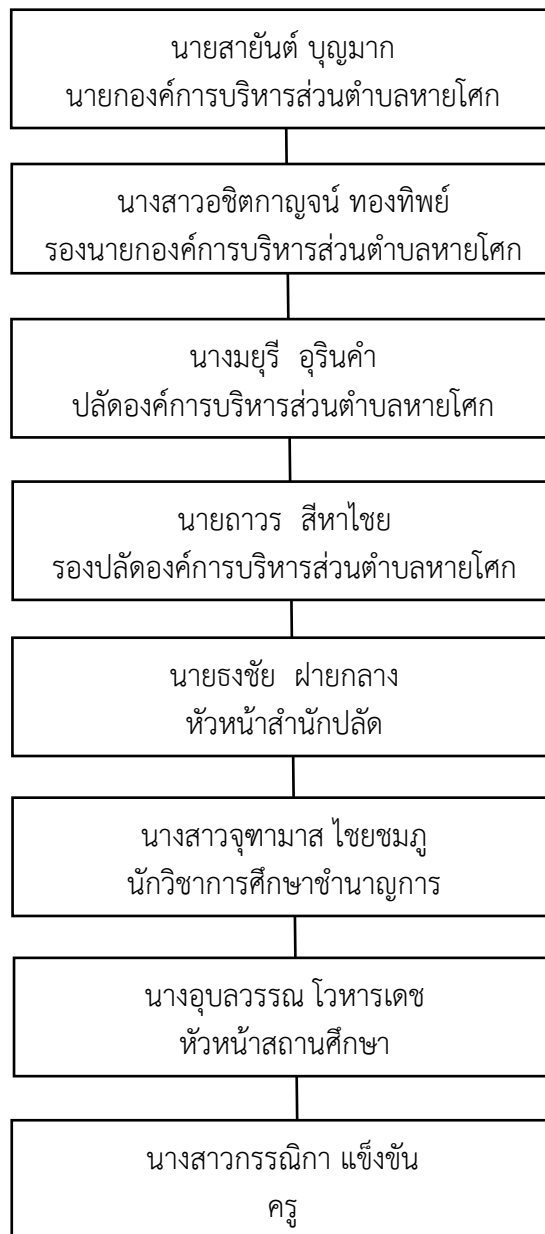 นายสายันต์ บุญมาก
นายกองค์การบริหารส่วนตำบลหายโศก
นางสาวอชิตกาญจน์ ทองทิพย์
รองนายกองค์การบริหารส่วนตำบลหายโศก
นางมยุรี  อุรินคำ
ปลัดองค์การบริหารส่วนตำบลหายโศก
นายถาวร  สีหาไชย
รองปลัดองค์การบริหารส่วนตำบลหายโศก
นายธงชัย  ฝายกลาง
หัวหน้าสำนักปลัด
นางสาวจุฑามาส ไชยชมภู
นักวิชาการศึกษาชำนาญการ
นางอุบลวรรณ โวหารเดช
หัวหน้าสถานศึกษา
นางสาวกรรณิกา แข็งขัน
ครู